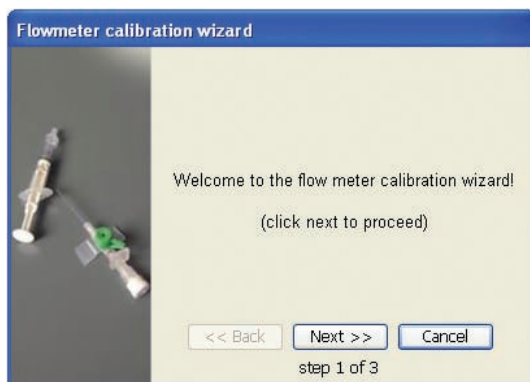 Flowmeter calibration wizard
Welcome to the flow meter calibration wizard!
(click next to proceed)
<< Back Next >> Cancel
step 1 of 3